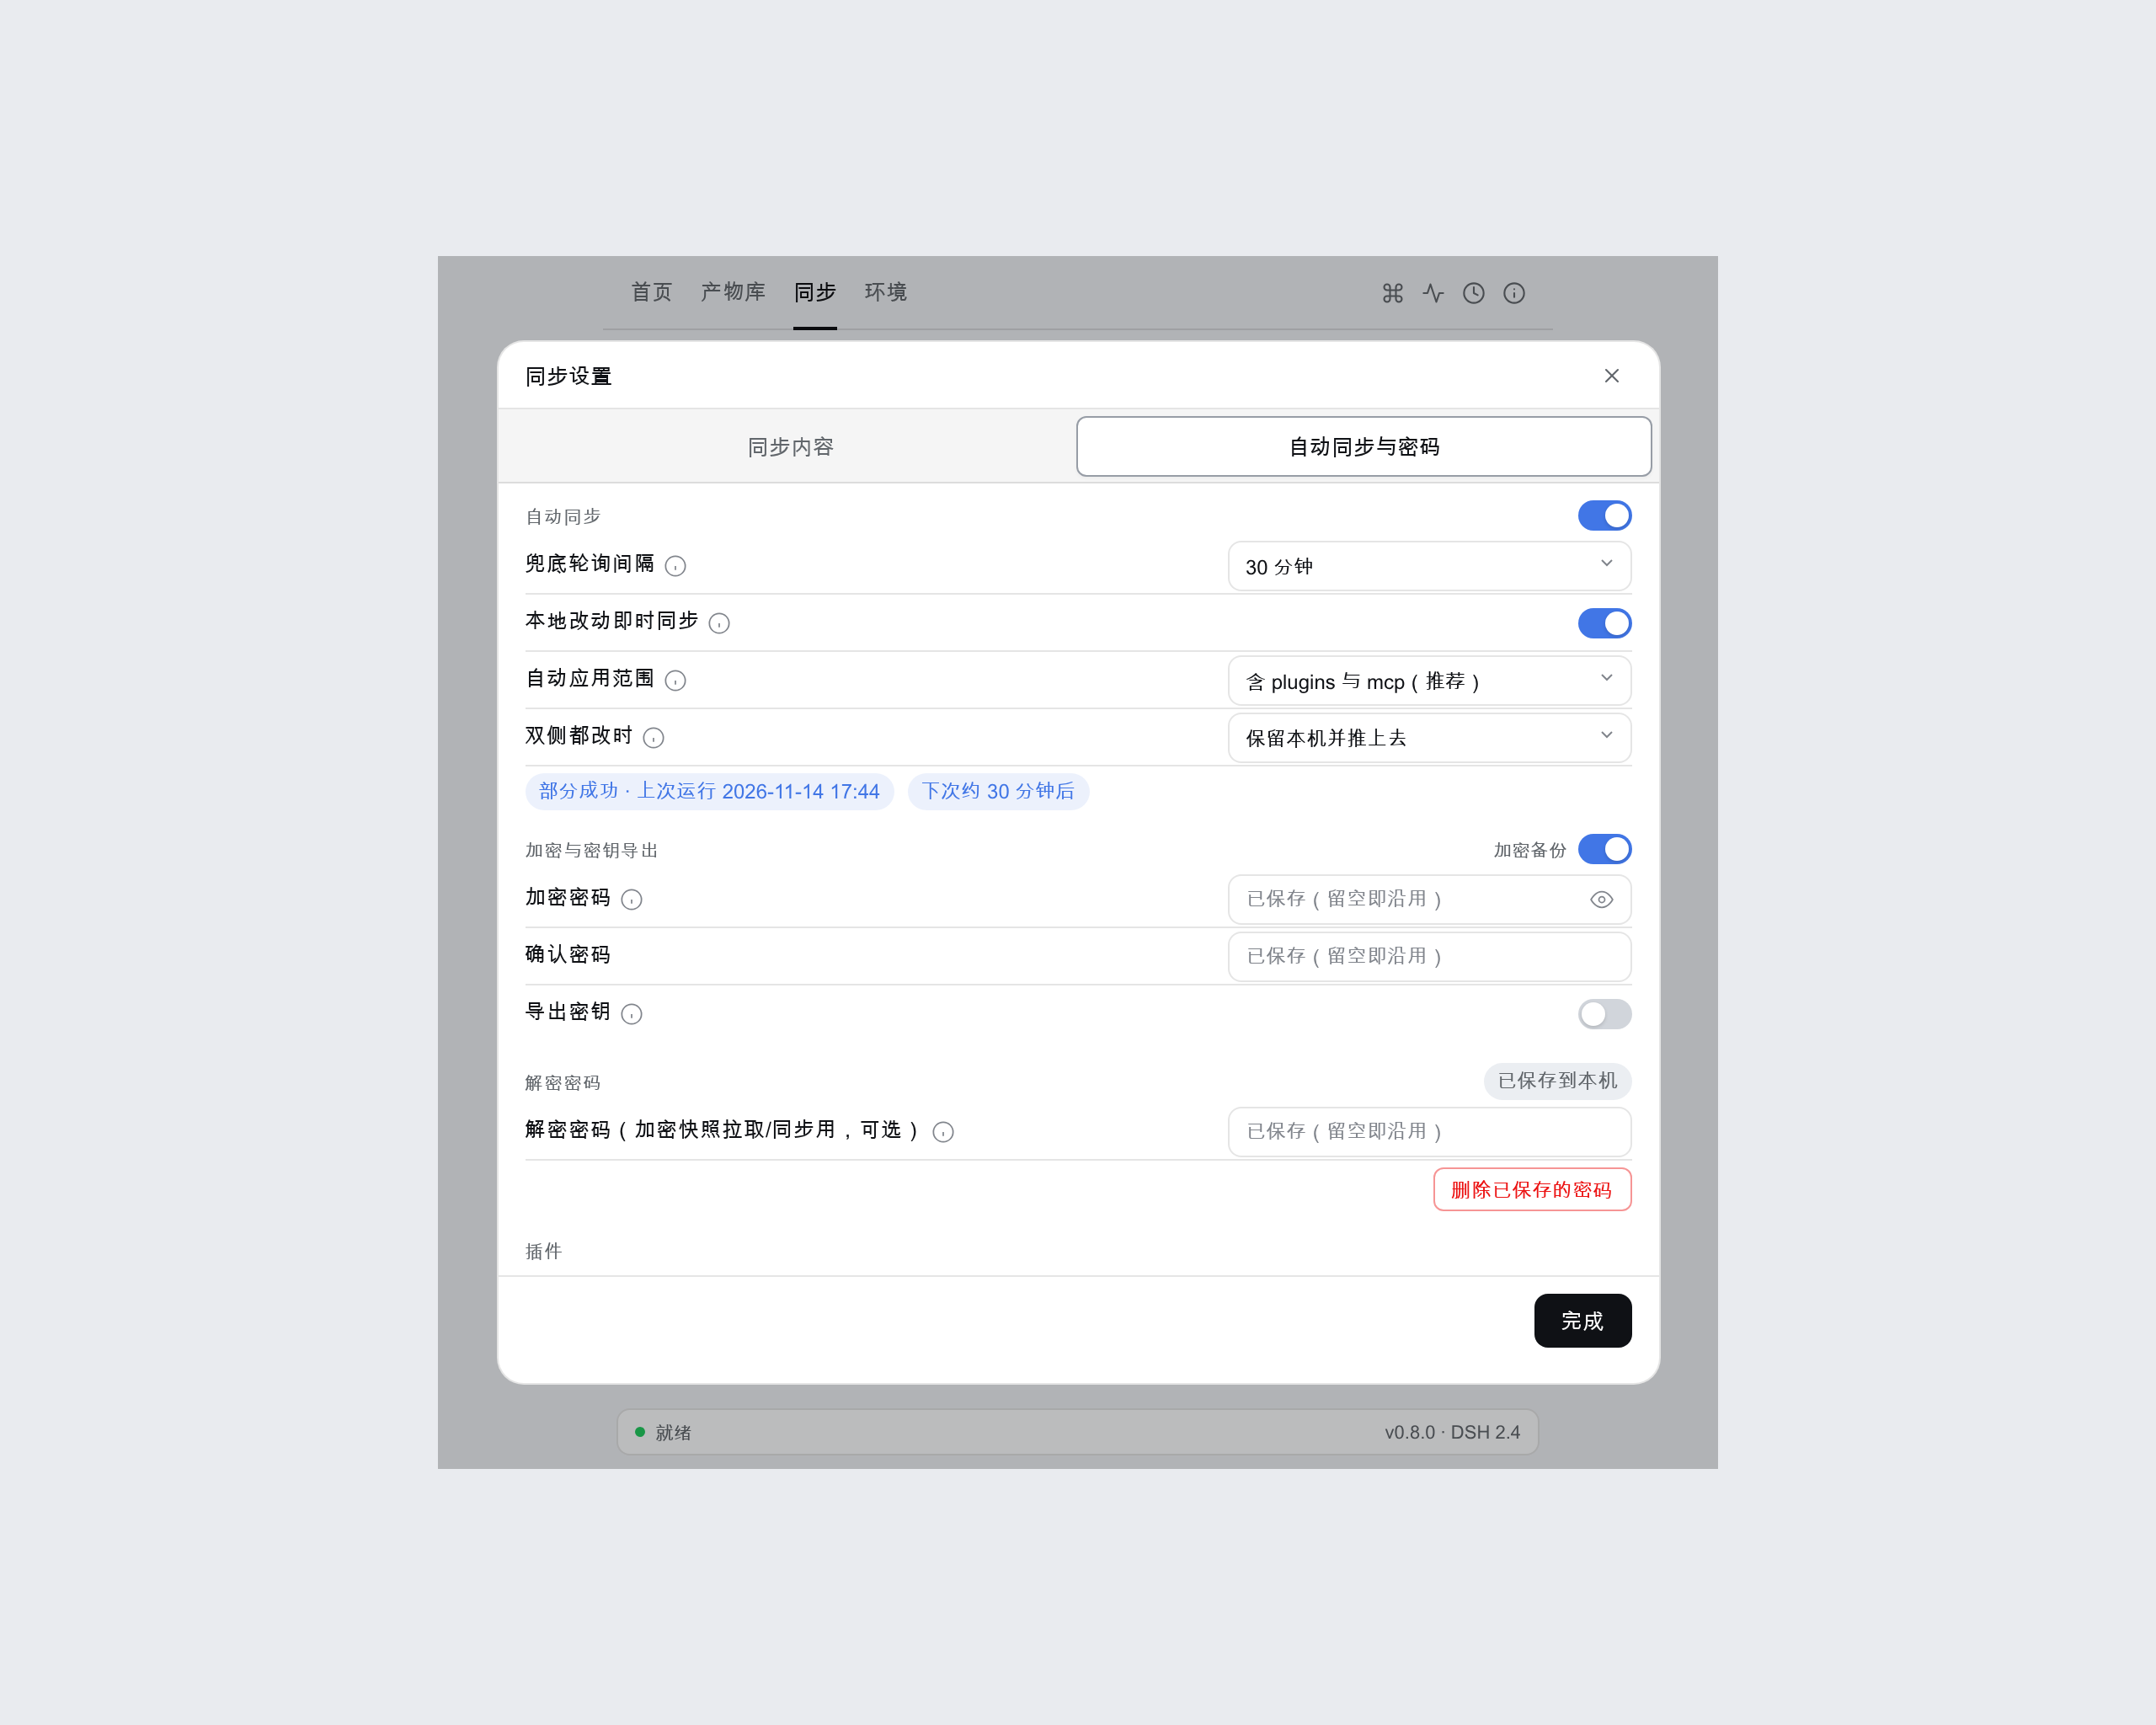 首页 产物库 同步 环境
同步设置
同步内容 自动同步与密码
自动同步
兜底轮询间隔 30 分钟
本地改动即时同步
自动应用范围 含 plugins 与 mcp（推荐）
双侧都改时 保留本机并推上去
部分成功 · 上次运行 2026-11-14 17:44 下次约 30 分钟后
加密与密钥导出 加密备份
加密密码 已保存（留空即沿用）
确认密码 已保存（留空即沿用）
导出密钥
解密密码 已保存到本机
解密密码（加密快照拉取/同步用，可选） 已保存（留空即沿用）
删除已保存的密码
插件
完成
就绪 v0.8.0 · DSH 2.4